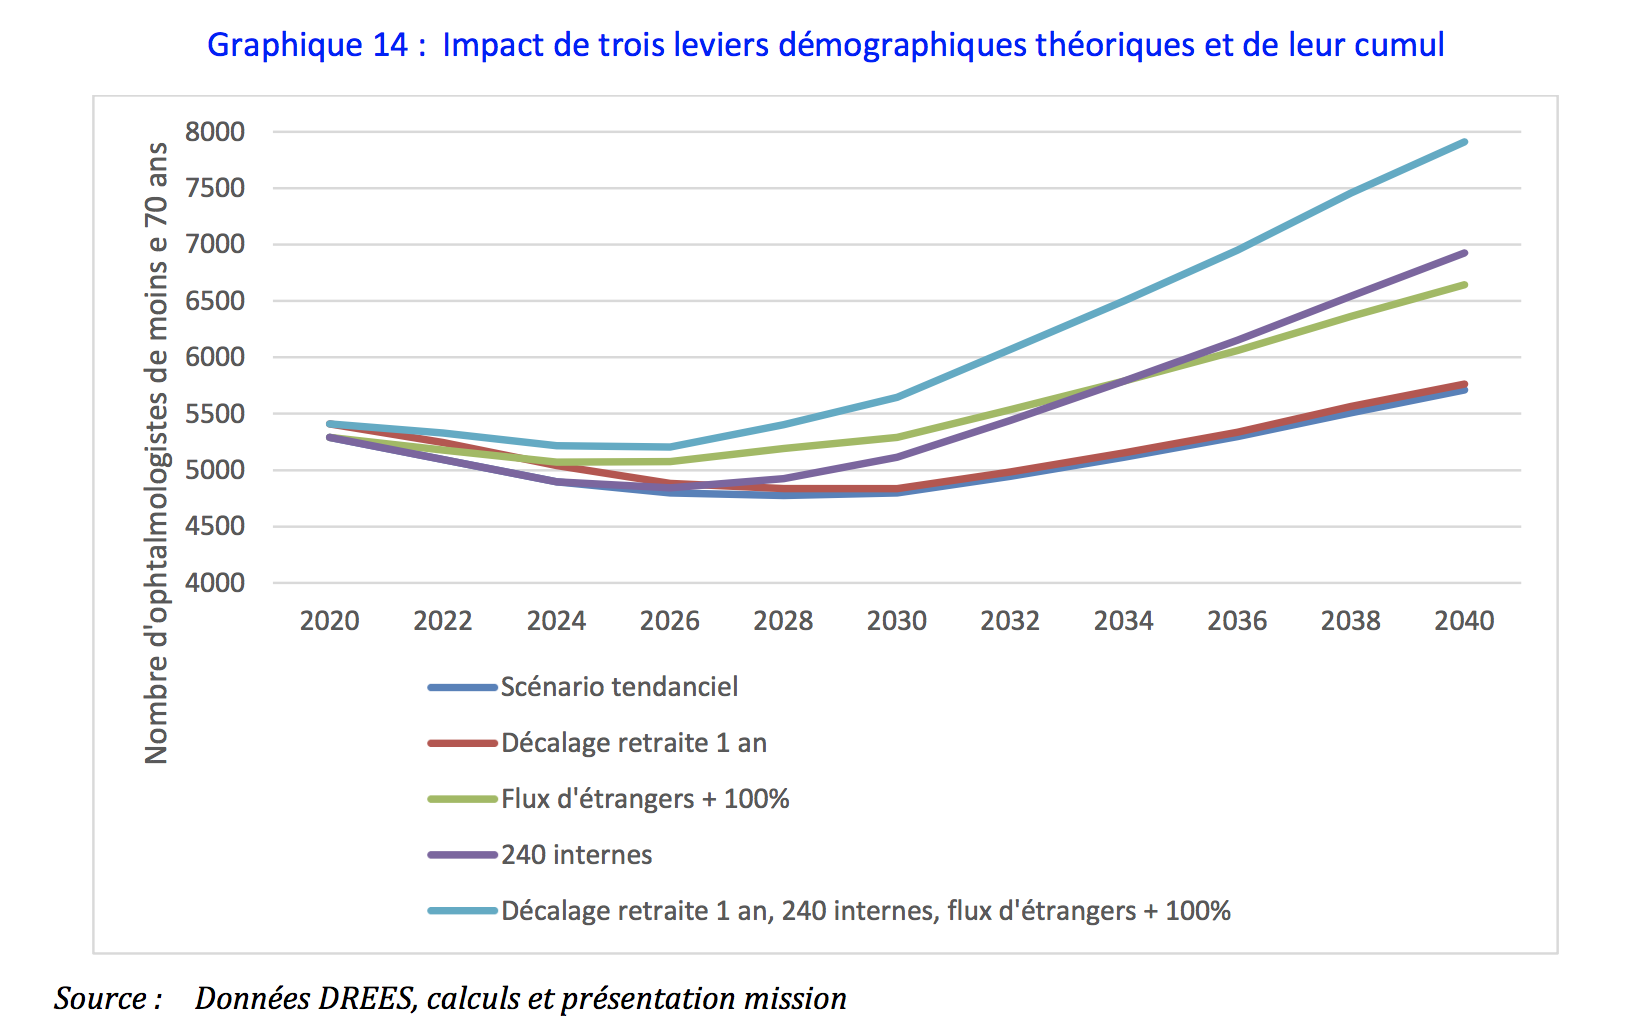 Graphique 14 : Impact de trois leviers démographiques théoriques et de leur cumul
Nombre d'ophtalmologistes de moins e 70 ans
8000
7500
7000
6500
6000
5500
5000
4500
4000
2020 2022 2024 2026 2028 2030 2032 2034 2036 2038 2040
Scénario tendanciel
Décalage retraite 1 an
Flux d'étrangers + 100%
240 internes
Décalage retraite 1 an, 240 internes, flux d'étrangers + 100%
Source : Données DREES, calculs et présentation mission